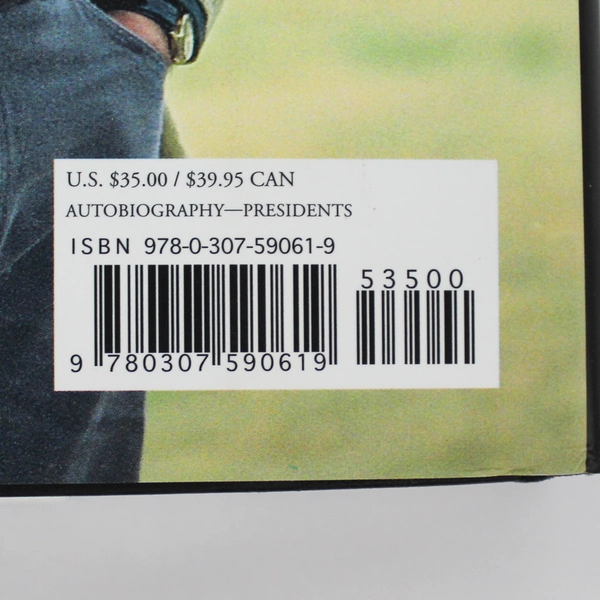 U.S. $35.00 / $39.95 CAN
AUTOBIOGRAPHY—PRESIDENTS
ISBN 978-0-307-59061-9
53500
9 780307 590619